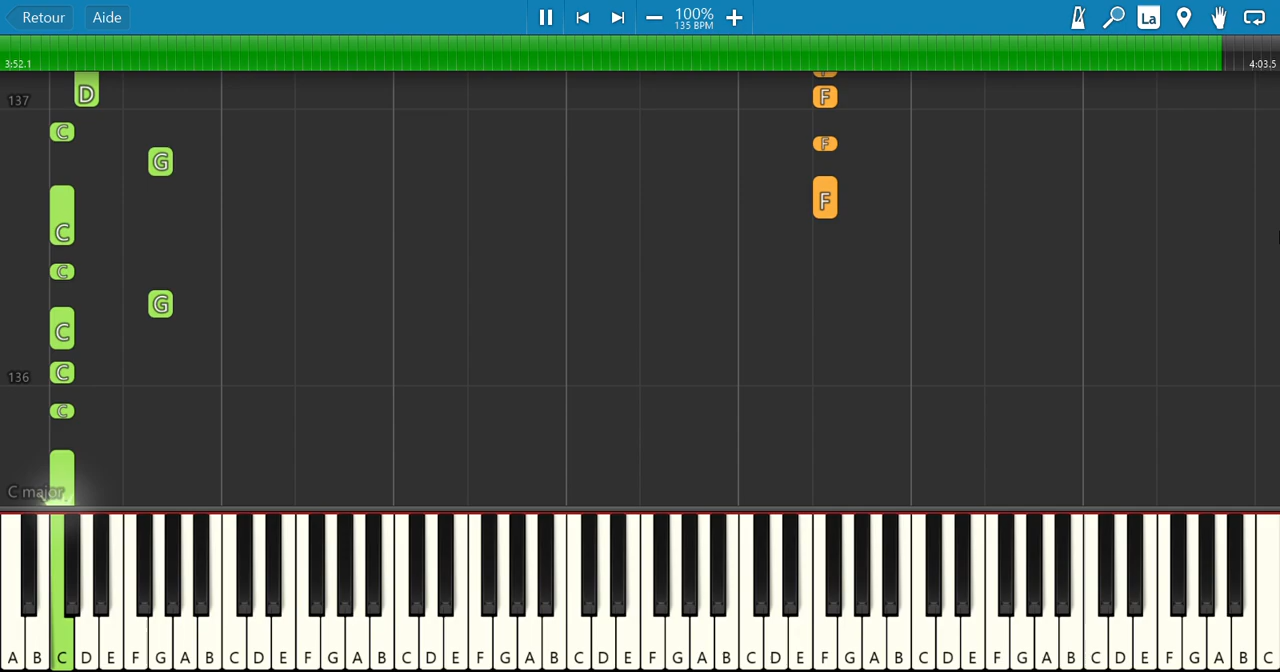 Retour Aide 100% La
135 BPM
3:52.1 4:03.5
F
D F
137
C
F
G
F
C
C
G
C
C
136
C
C major
A B C D E F G A B C D E F G A B C D E F G A B C D E F G A B C D E F G A B C D E F G A B C D E F G A B C